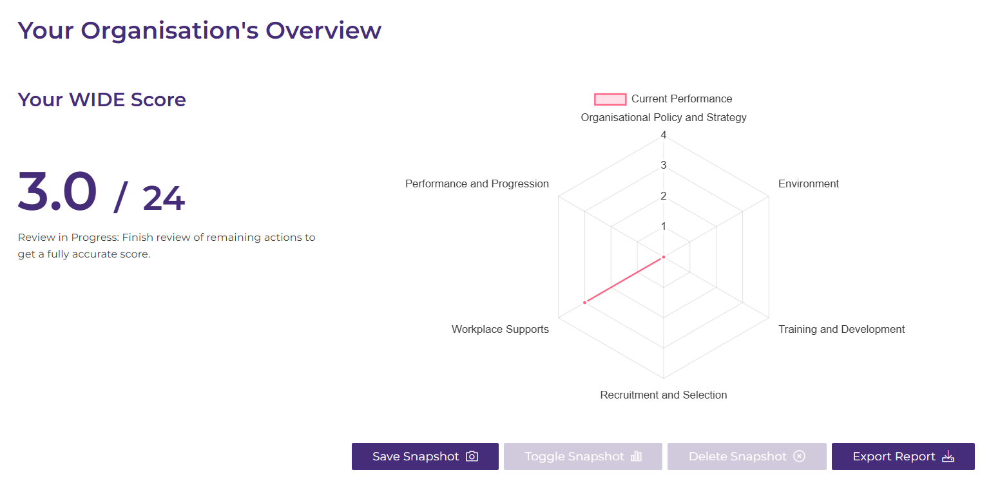 Your Organisation's Overview
Your WIDE Score
3.0 / 24
Review in Progress: Finish review of remaining actions to
get a fully accurate score.
Current Performance
Organisational Policy and Strategy
4
3
2
1
Performance and Progression
Environment
Workplace Supports
Training and Development
Recruitment and Selection
Save Snapshot
Toggle Snapshot
Delete Snapshot
Export Report